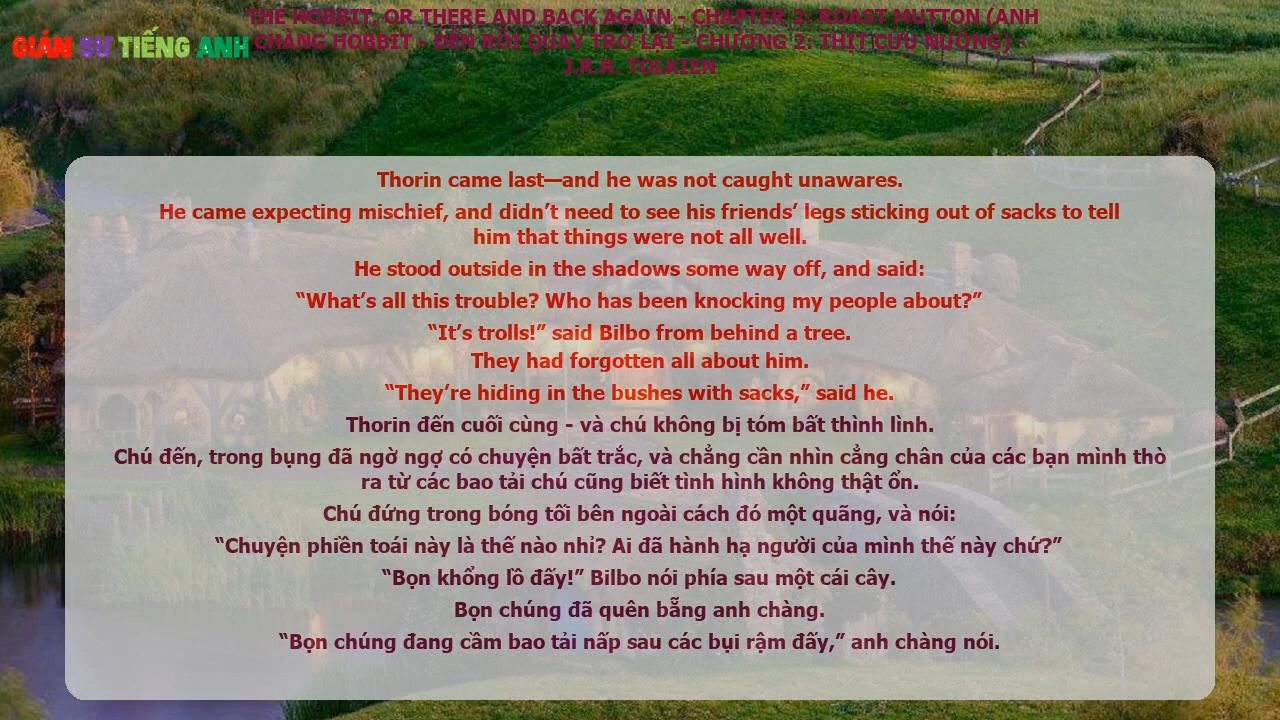 THE HOBBIT, OR THERE AND BACK AGAIN - CHAPTER 2: ROAST MUTTON (ANH
CHÀNG HOBBIT - ĐẾN RỒI QUAY TRỞ LẠI - CHƯƠNG 2: THỊT CỪU NƯỚNG) -
J.R.R. TOLKIEN
GIÁN SƯ TIẾNG ANH
Thorin came last—and he was not caught unawares.
He came expecting mischief, and didn’t need to see his friends’ legs sticking out of sacks to tell
him that things were not all well.
He stood outside in the shadows some way off, and said:
“What’s all this trouble? Who has been knocking my people about?”
“It’s trolls!” said Bilbo from behind a tree.
They had forgotten all about him.
“They’re hiding in the bushes with sacks,” said he.
Thorin đến cuối cùng - và chú không bị tóm bất thình lình.
Chú đến, trong bụng đã ngờ ngợ có chuyện bất trắc, và chẳng cần nhìn cẳng chân của các bạn mình thò
ra từ các bao tải chú cũng biết tình hình không thật ổn.
Chú đứng trong bóng tối bên ngoài cách đó một quãng, và nói:
“Chuyện phiền toái này là thế nào nhỉ? Ai đã hành hạ người của mình thế này chứ?”
“Bọn khổng lồ đấy!” Bilbo nói phía sau một cái cây.
Bọn chúng đã quên bẵng anh chàng.
“Bọn chúng đang cầm bao tải nấp sau các bụi rậm đấy,” anh chàng nói.